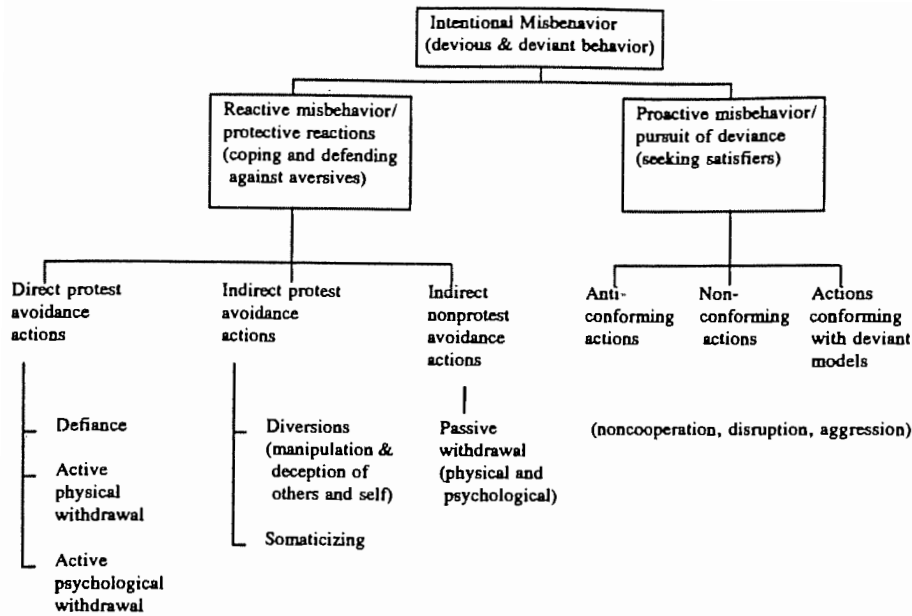 Intentional Misbenavior
(devious & deviant behavior)
Reactive misbehavior/
protective reactions
(coping and defending
against aversives)
Proactive misbehavior/
pursuit of deviance
(seeking satisfiers)
Direct protest
avoidance
actions
Indirect protest
avoidance
actions
Indirect
nonprotest
avoidance
actions
Anti-
conforming
actions
Non-
conforming
actions
Actions
conforming
with deviant
models
Defiance
Active
physical
withdrawal
Active
psychological
withdrawal
Diversions
(manipulation &
deception of
others and self)
Somaticizing
Passive
withdrawal
(physical and
psychological)
(noncooperation, disruption, aggression)